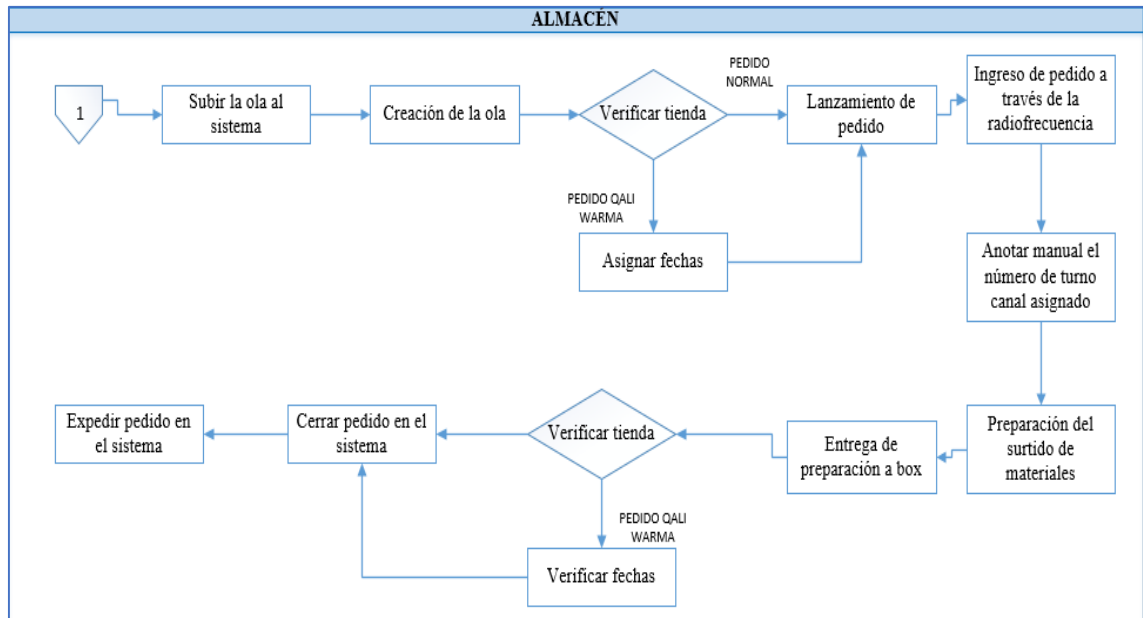 ALMACÉN
1
Subir la ola al
sistema
Creación de la ola
Verificar tienda
PEDIDO
NORMAL
Lanzamiento de
pedido
Ingreso de pedido a
través de la
radiofrecuencia
PEDIDO QALI
WARMA
Asignar fechas
Anotar manual el
número de turno
canal asignado
Preparación del
surtido de
materiales
Entrega de
preparación a box
Verificar tienda
Cerrar pedido en el
sistema
Expedir pedido en
el sistema
PEDIDO QALI
WARMA
Verificar fechas